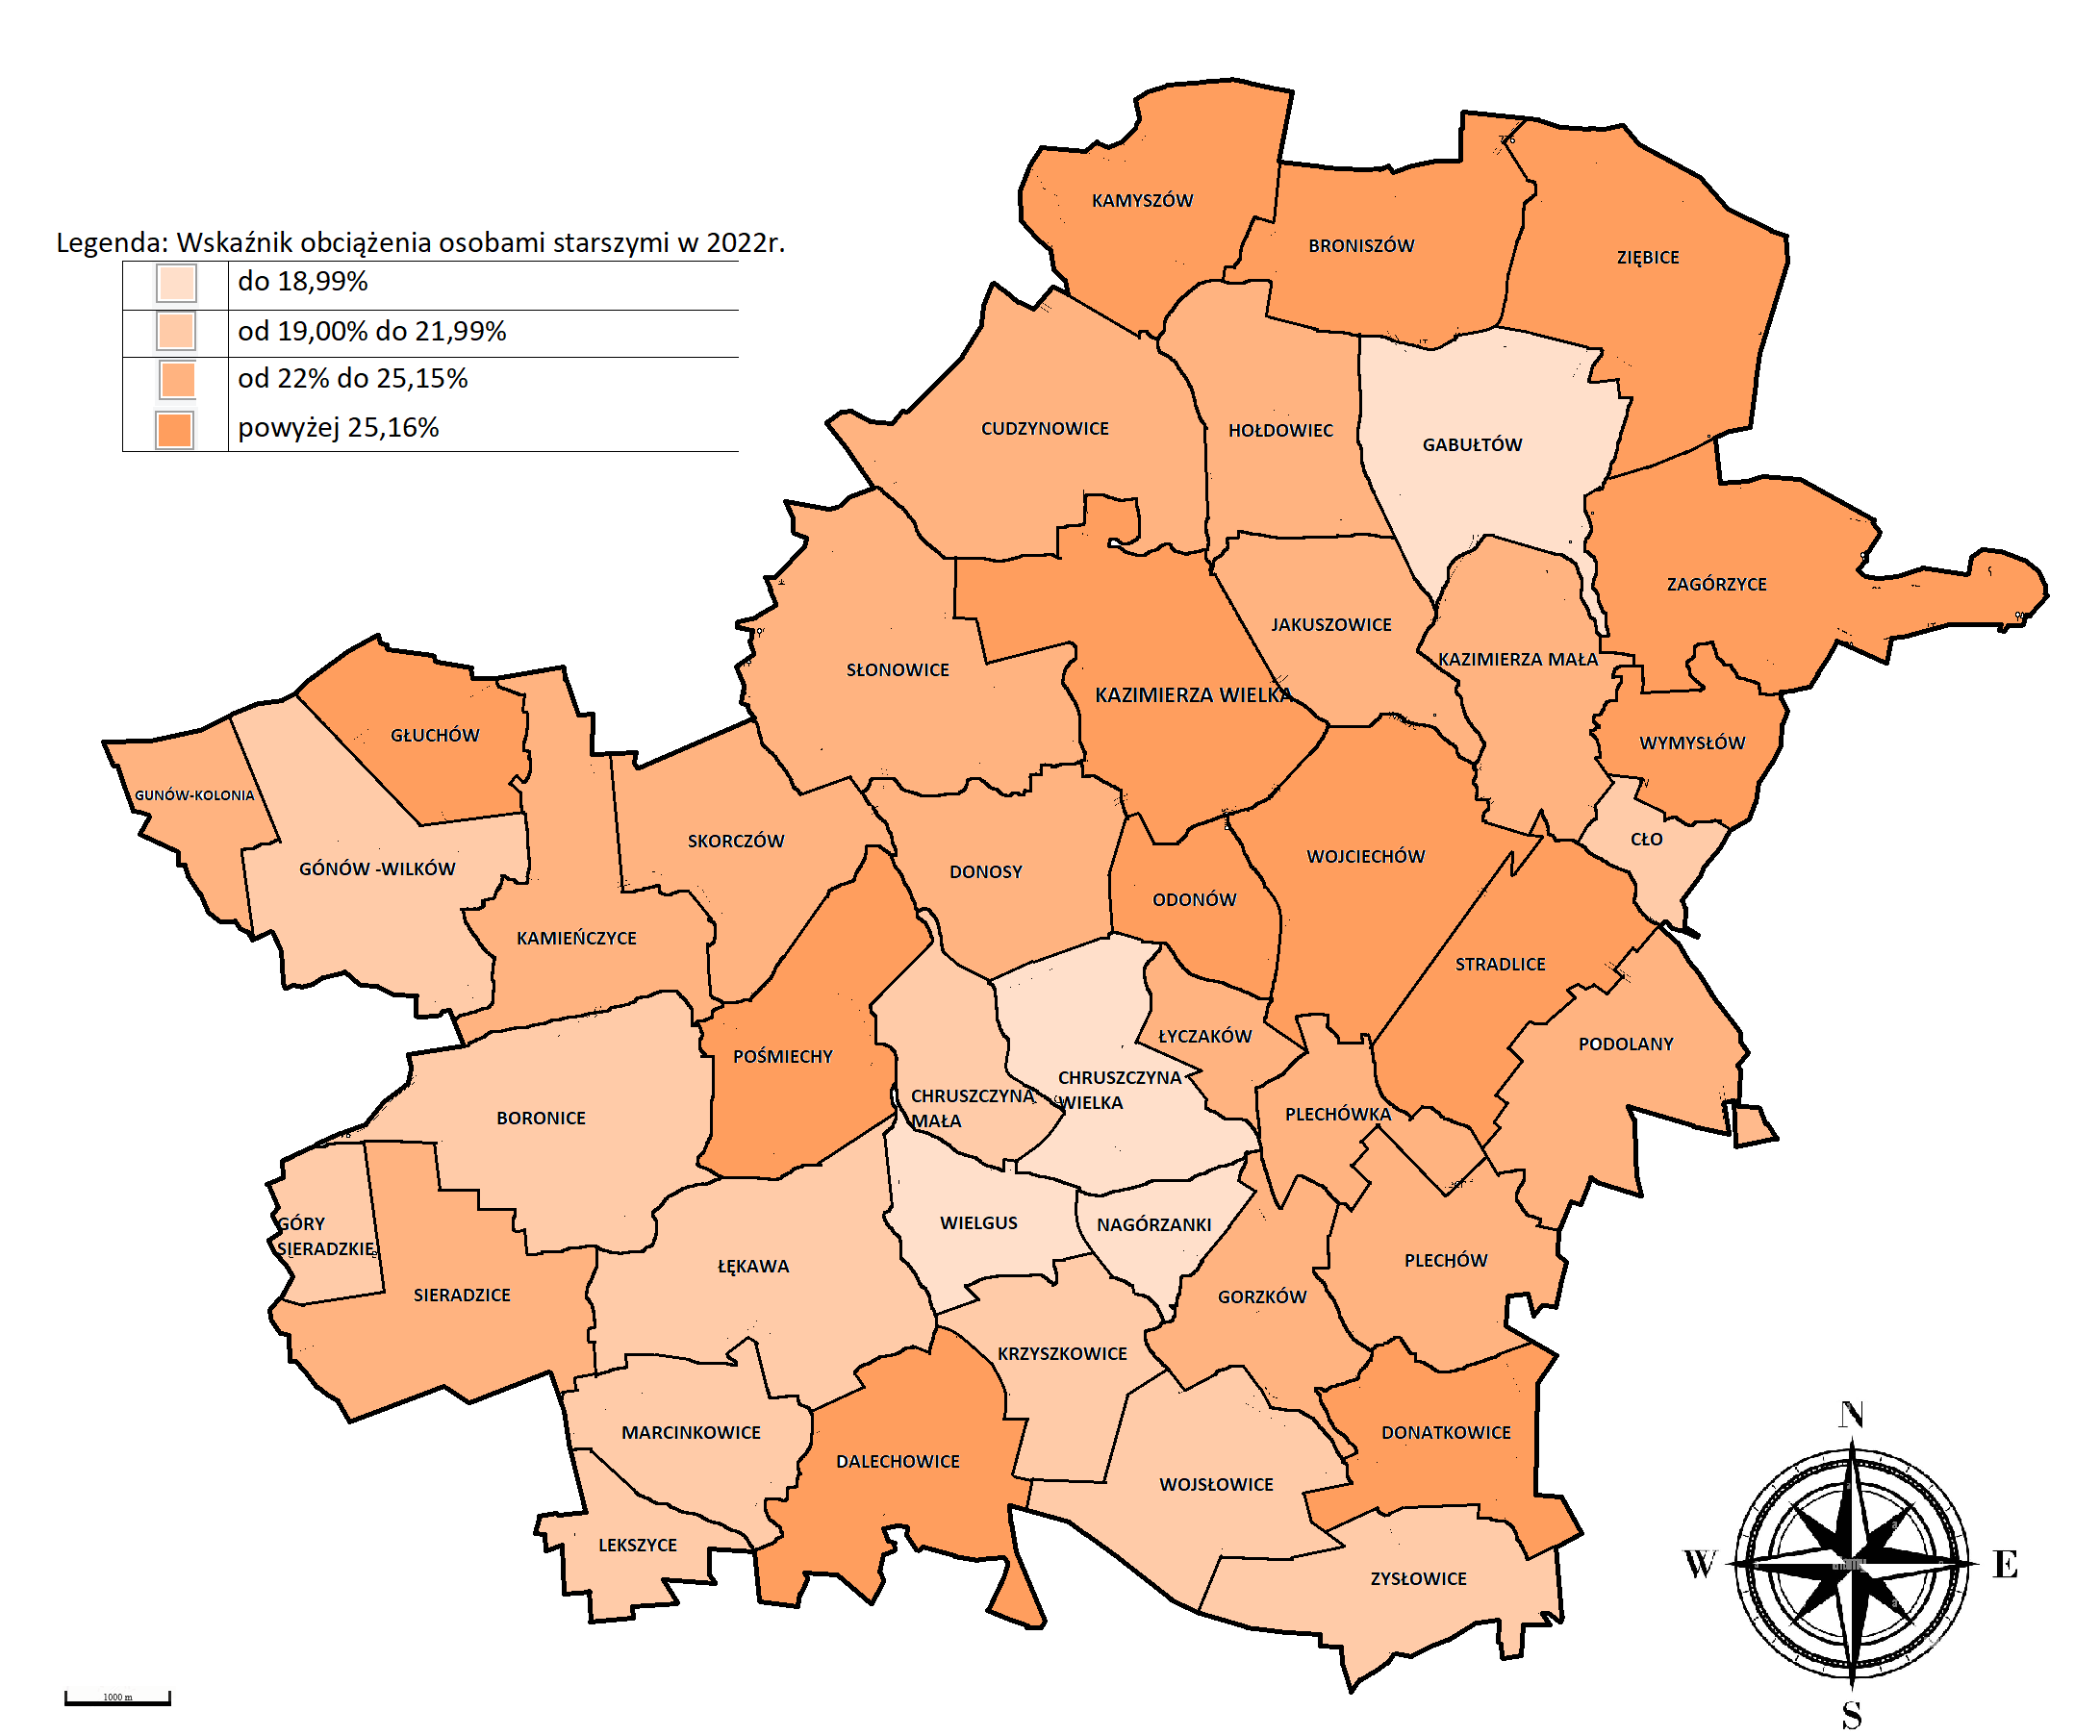 Legenda: Wskaźnik obciążenia osobami starszymi w 2022r.
do 18,99%
od 19,00% do 21,99%
od 22% do 25,15%
powyżej 25,16%
KAMYSZÓW
BRONISZÓW
ZIĘBICE
CUDZYNOWICE
HOŁDOWIEC
GABUŁTÓW
ZAGÓRZYCE
JAKUSZOWICE
KAZIMIERZA MAŁA
SŁONOWICE
KAZIMIERZA WIELKA
WYMYSŁÓW
GŁUCHÓW
GUNÓW-KOLONIA
GÓNÓW -WILKÓW
SKORCZÓW
DONOSY
ODONÓW
WOJCIECHÓW
CŁO
KAMIEŃCZYCE
STRADLICE
PODOLANY
POŚMIECHY
ŁYCZAKÓW
CHRUSZCZYNA
WIELKA
CHRUSZCZYNA
MAŁA
PLECHÓWKA
BORONICE
GÓRY
SIERADZKIE
WIELGUS
NAGÓRZANKI
ŁĘKAWA
PLECHÓW
SIERADZICE
GORZKÓW
KRZYSZKOWICE
MARCINKOWICE
DALECHOWICE
DONATKOWICE
WOJSŁOWICE
LEKSZYCE
ZYSŁOWICE
N
W
E
S
1000 m